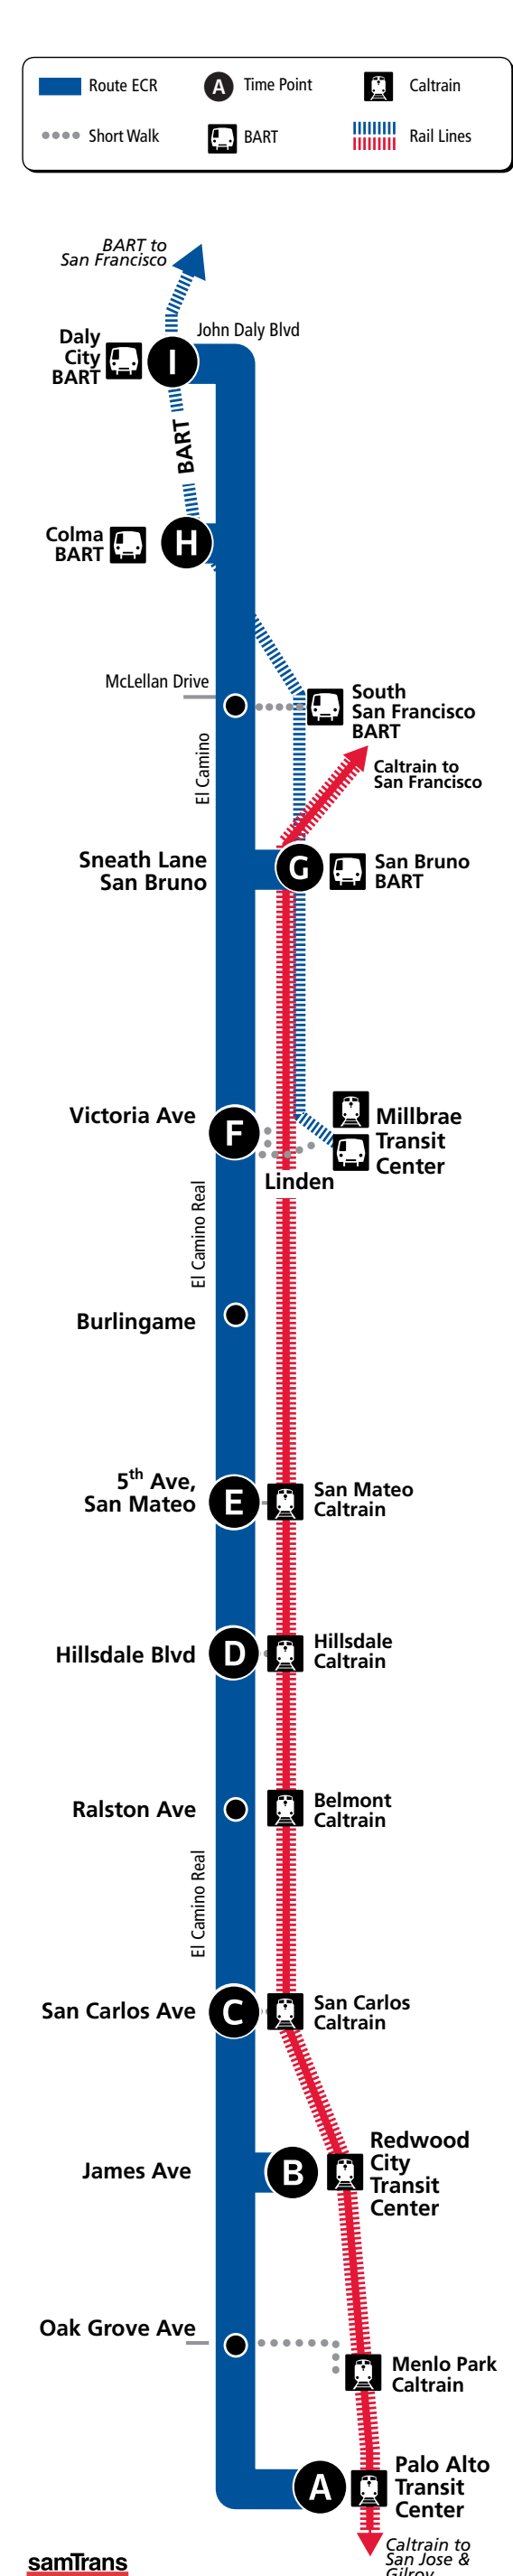 Route ECR
A
Time Point
Caltrain
Short Walk
BART
Rail Lines
BART to
San Francisco
John Daly Blvd
Daly
City
BART
I
BART
Colma
BART
H
McLellan Drive
South
San Francisco
BART
El Camino
Caltrain to
San Francisco
Sneath Lane
San Bruno
G
San Bruno
BART
Victoria Ave
F
Millbrae
Transit
Center
Linden
El Camino Real
Burlingame
5th Ave,
San Mateo
E
San Mateo
Caltrain
Hillsdale Blvd
D
Hillsdale
Caltrain
Ralston Ave
Belmont
Caltrain
El Camino Real
San Carlos Ave
C
San Carlos
Caltrain
James Ave
B
Redwood
City
Transit
Center
Oak Grove Ave
Menlo Park
Caltrain
A
Palo Alto
Transit
Center
Caltrain to
San Jose &
Gilroy
samTrans